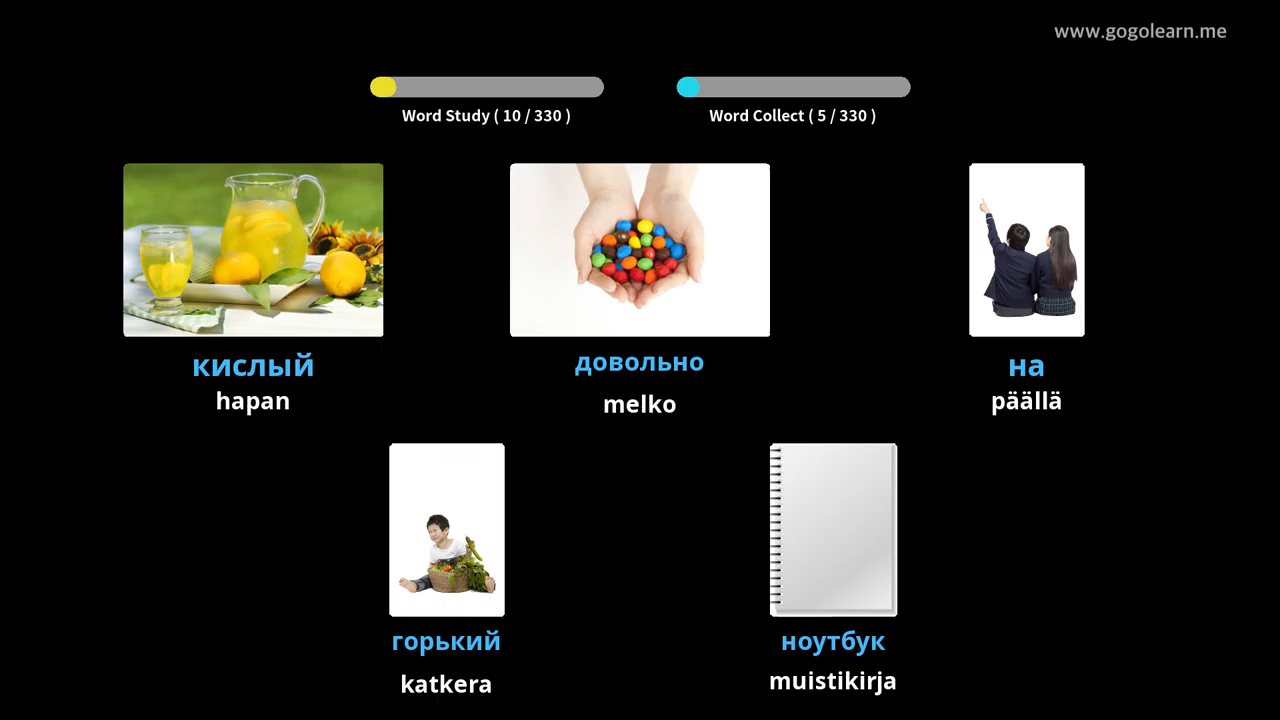 www.gogolearn.me
Word Study ( 10 / 330 )
Word Collect ( 5 / 330 )
кислый
hapan
довольно
melko
на
päällä
горький
katkera
ноутбук
muistikirja